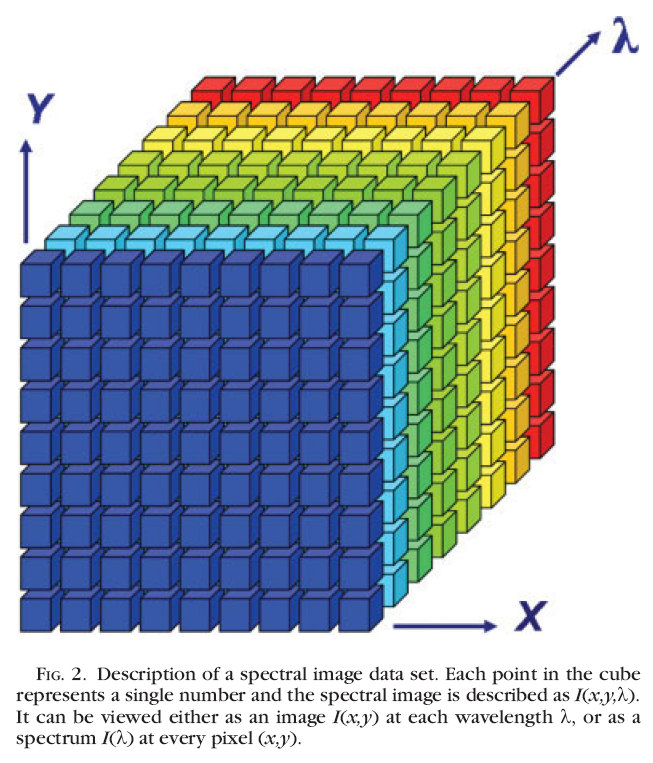 λ
Y
X
FIG. 2. Description of a spectral image data set. Each point in the cube
represents a single number and the spectral image is described as I(x,y,λ).
It can be viewed either as an image I(x,y) at each wavelength λ, or as a
spectrum I(λ) at every pixel (x,y).